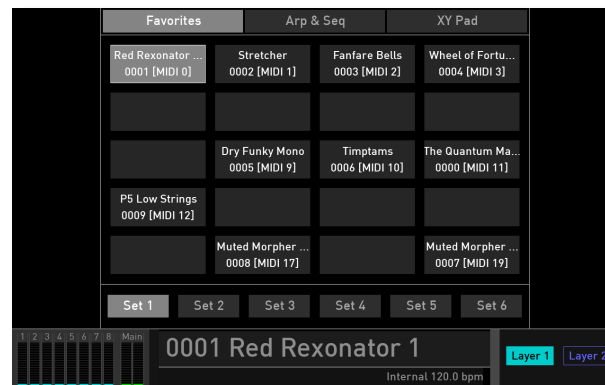 Favorites Arp & Seq XY Pad
Red Rexonator ... Stretcher Fanfare Bells Wheel of Fortu...
0001 [MIDI 0] 0002 [MIDI 1] 0003 [MIDI 2] 0004 [MIDI 3]
Dry Funky Mono Timptams The Quantum Ma...
0005 [MIDI 9] 0006 [MIDI 10] 0000 [MIDI 11]
P5 Low Strings
0009 [MIDI 12]
Muted Morpher ... Muted Morpher ...
0008 [MIDI 17] 0007 [MIDI 19]
Set 1 Set 2 Set 3 Set 4 Set 5 Set 6
1 2 3 4 5 6 7 8 Main
0001 Red Rexonator 1
Layer 1 Layer 2
Internal 120.0 bpm